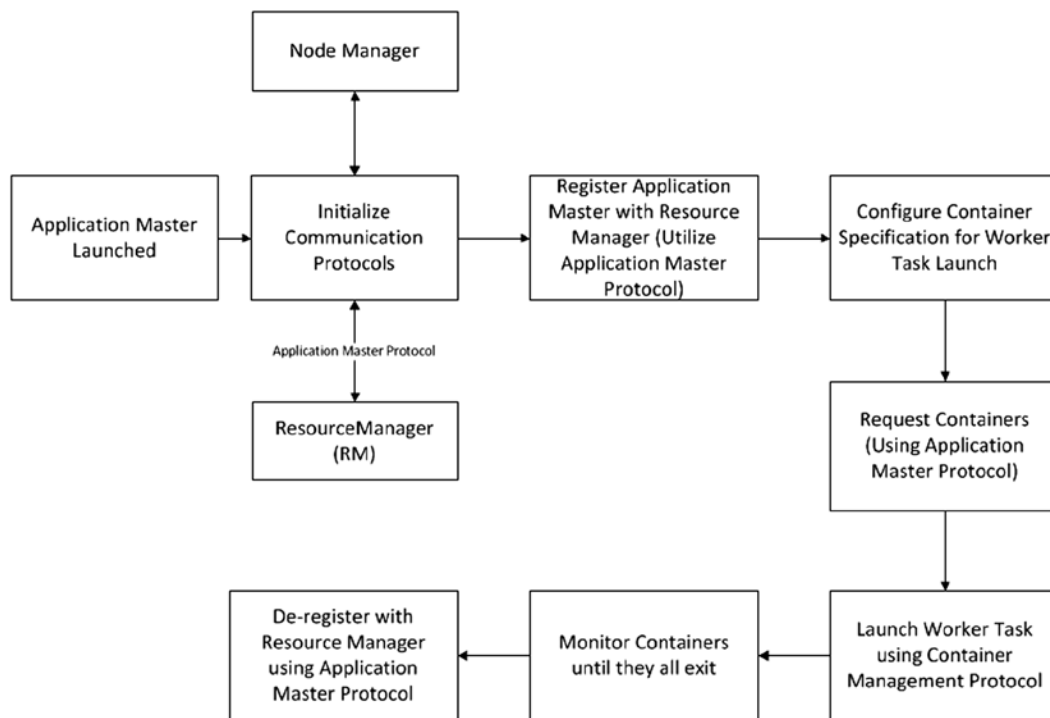 Node Manager
Application Master
Launched
Initialize
Communication
Protocols
Register Application
Master with Resource
Manager (Utilize
Application Master
Protocol)
Configure Container
Specification for Worker
Task Launch
Application Master Protocol
ResourceManager
(RM)
Request Containers
(Using Application
Master Protocol)
Launch Worker Task
using Container
Management Protocol
Monitor Containers
until they all exit
De-register with
Resource Manager
using Application
Master Protocol